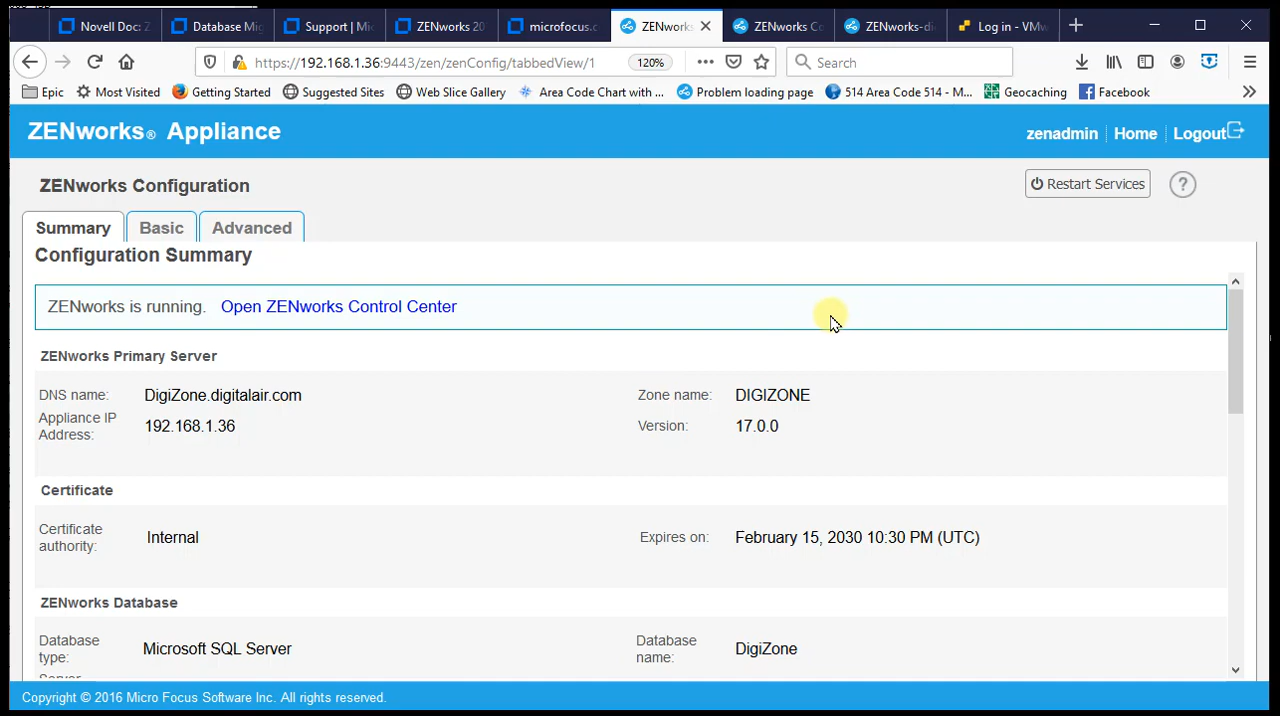 Novell Doc: Z
Database Mig
Support | Mic
ZENworks 20
microfocus.c
ZENworks
ZENworks Co
ZENworks-di
Log in - VMw
https://192.168.1.36:9443/zen/zenConfig/tabbedView/1
120%
Search
Epic
Most Visited
Getting Started
Suggested Sites
Web Slice Gallery
Area Code Chart with ...
Problem loading page
514 Area Code 514 - M...
Geocaching
Facebook
ZENworks® Appliance
zenadmin
Home
Logout
ZENworks Configuration
Restart Services
?
Summary
Basic
Advanced
Configuration Summary
ZENworks is running. Open ZENworks Control Center
ZENworks Primary Server
DNS name: DigiZone.digitalair.com
Zone name: DIGIZONE
Appliance IP
Address: 192.168.1.36
Version: 17.0.0
Certificate
Certificate
authority: Internal
Expires on: February 15, 2030 10:30 PM (UTC)
ZENworks Database
Database
type: Microsoft SQL Server
Database
name: DigiZone
Server
Copyright © 2016 Micro Focus Software Inc. All rights reserved.